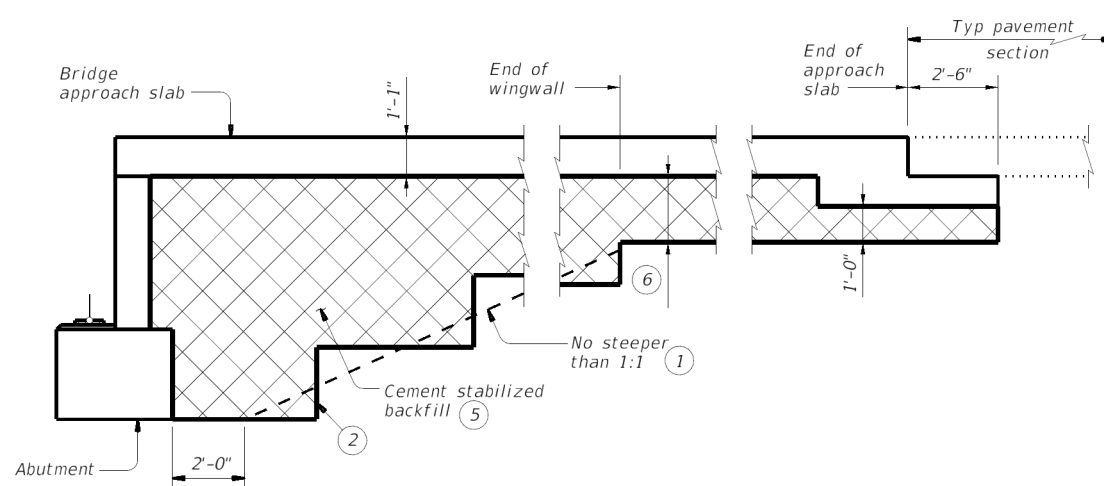 Typ pavement
section
End of
approach
slab
2'-6"
Bridge
approach slab
1'-1"
End of
wingwall
6
1'-0"
No steeper
than 1:1 1
Cement stabilized
backfill 5
2
2'-0"
Abutment